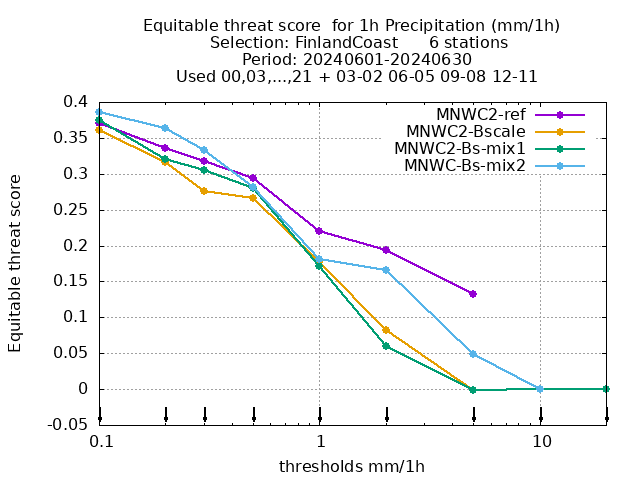 Equitable threat score  for 1h Precipitation (mm/1h)
Selection: FinlandCoast      6 stations
Period: 20240601-20240630
Used 00,03,...,21 + 03-02 06-05 09-08 12-11
MNWC2-ref
MNWC2-Bscale
MNWC2-Bs-mix1
MNWC-Bs-mix2
Equitable threat score
0.4
0.35
0.3
0.25
0.2
0.15
0.1
0.05
0
-0.05
0.1 1 10
thresholds mm/1h